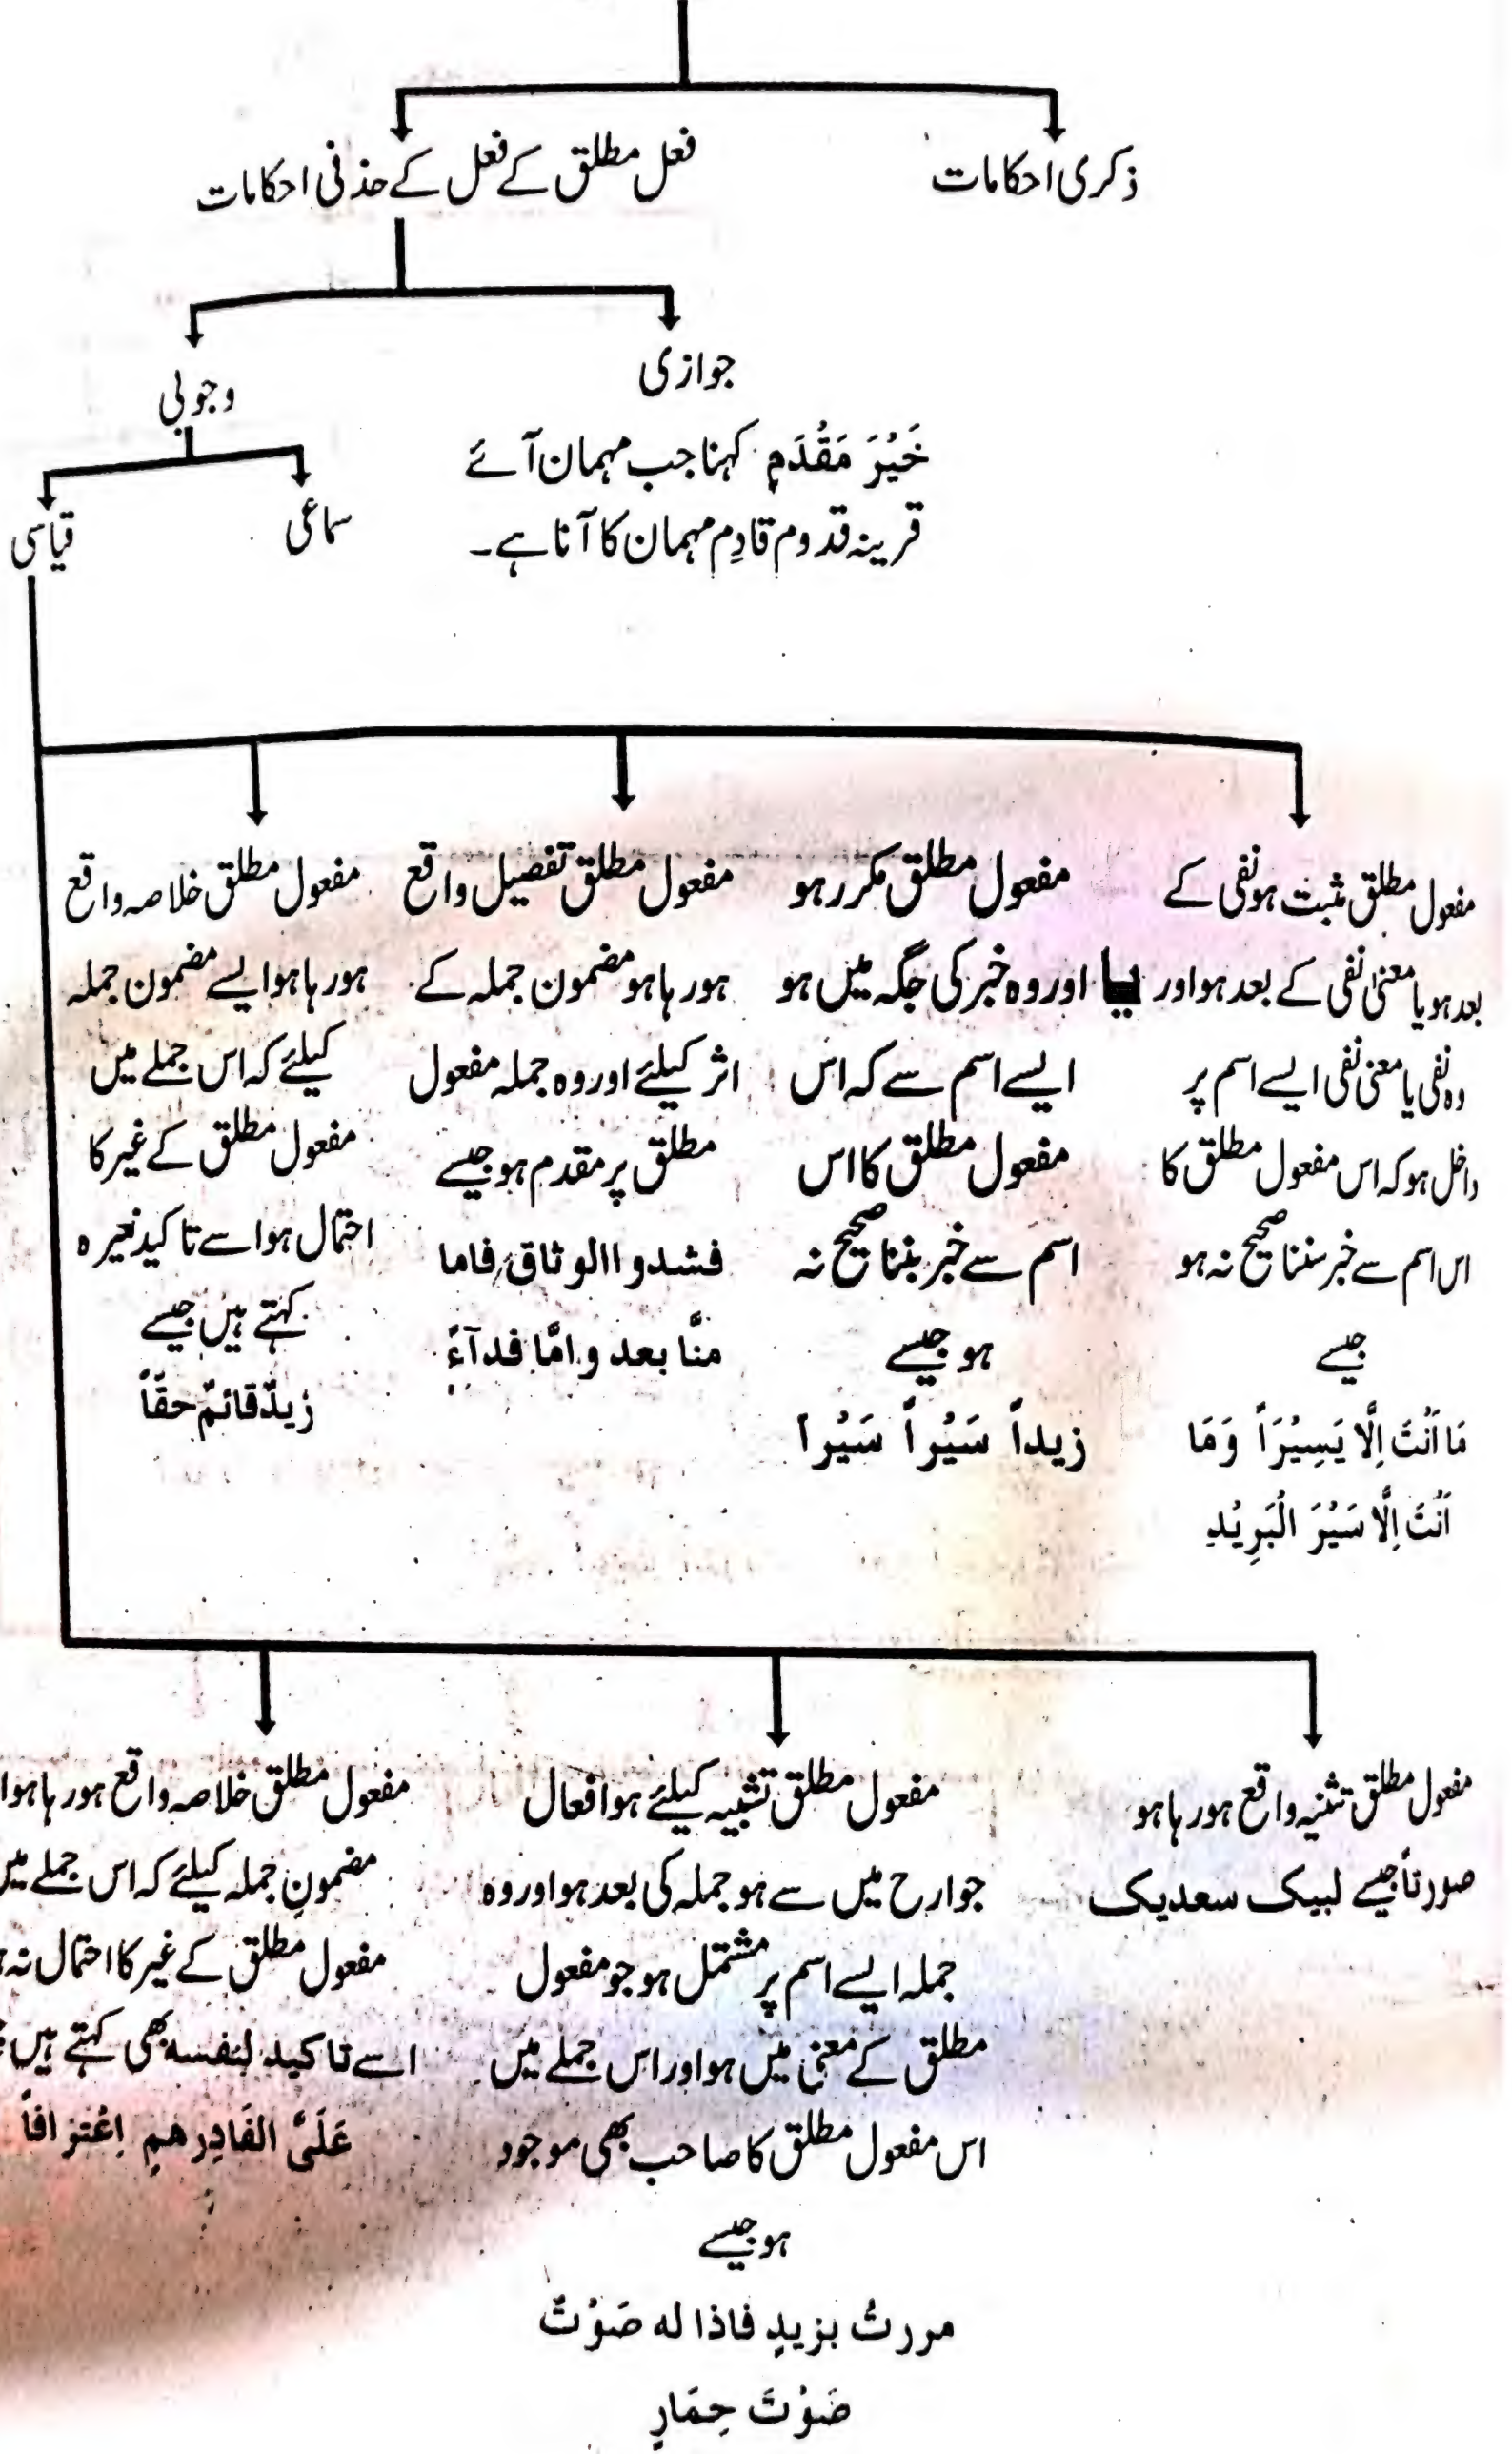 ذکری احکامات
فعل مطلق کے فعل کے حذفی احکامات
جوازی
خَیْرَ مَقْدَمٍ کہنا جب مہمان آئے
قرینہ قدوم قادِم مہمان کا آنا ہے۔
وجوبی
سماعی
قیاسی
مفعول مطلق مثبت ہو نفی کے
بعد ہو یا معنیٰ نفی کے بعد ہو اور
وہ نفی یا معنی نفی ایسے اسم پر
داخل ہو کہ اس مفعول مطلق کا
اس اسم سے خبر بننا صحیح نہ ہو
جیسے
مَا اَنْتَ اِلَّا یَسِیْرَاً وَمَا
اَنْتَ اِلَّا سَیْرَ الْبَرِیْدِ
مفعول مطلق مکرر ہو
یا اور وہ خبر کی جگہ میں ہو
ایسے اسم سے کہ اس
مفعول مطلق کا اس
اسم سے خبر بننا صحیح نہ
ہو جیسے
زیداً سَیْراً سَیْراً
مفعول مطلق تفصیل واقع
ہو رہا ہو مضمون جملہ کے
اثر کیلئے اور وہ جملہ مفعول
مطلق پر مقدم ہو جیسے
فشدو االوثاق فاما
منَّا بعد وامَّا فدآءً
مفعول مطلق خلاصہ واقع
ہو رہا ہو ایسے مضمون جملہ
کیلئے کہ اس جملے میں
مفعول مطلق کے غیر کا
احتمال ہو اسے تاکید لغیرہ
کہتے ہیں جیسے
زیدٌ قائمٌ حقّاً
مفعول مطلق تثنیہ واقع ہو رہا ہو
صورتاً جیسے لبیک سعدیک
مفعول مطلق تشبیہ کیلئے ہو افعال
جوارح میں سے ہو جملہ کی بعد ہو اور وہ
جملہ ایسے اسم پر مشتمل ہو جو مفعول
مطلق کے معنیٰ میں ہو اور اس جملے میں
اس مفعول مطلق کا صاحب بھی موجود
ہو جیسے
مررتُ بزیدٍ فاذا لہ صَوْتٌ
صَوْتَ حِمَارٍ
مفعول مطلق خلاصہ واقع ہو رہا ہو
مضمونِ جملہ کیلئے کہ اس جملے میں
مفعول مطلق کے غیر کا احتمال نہ
اسے تاکید لنفسہ بھی کہتے ہیں
عَلَیَّ الفَادِرهمِ اِعْتِرافاً